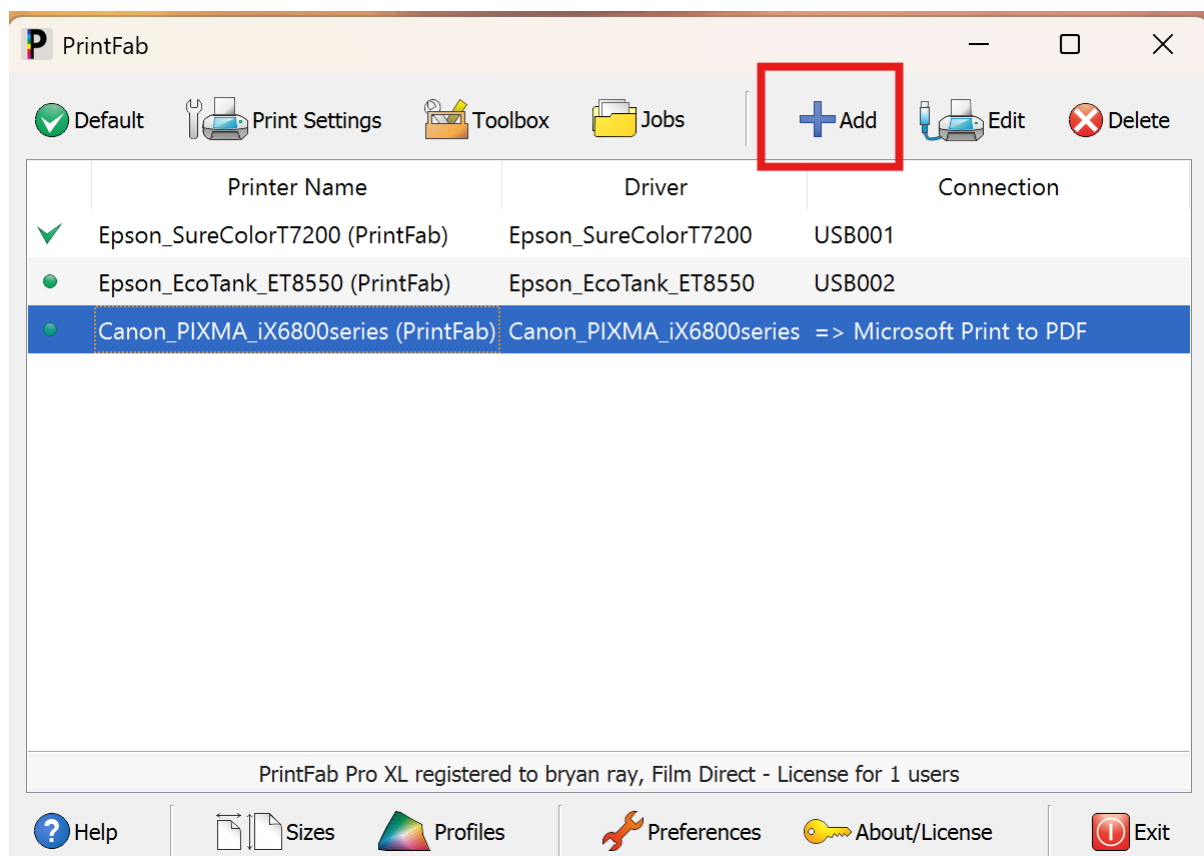 PrintFab
Default Print Settings Toolbox Jobs Add Edit Delete
Printer Name Driver Connection
Epson_SureColorT7200 (PrintFab) Epson_SureColorT7200 USB001
Epson_EcoTank_ET8550 (PrintFab) Epson_EcoTank_ET8550 USB002
Canon_PIXMA_iX6800series (PrintFab) Canon_PIXMA_iX6800series => Microsoft Print to PDF
PrintFab Pro XL registered to bryan ray, Film Direct - License for 1 users
Help Sizes Profiles Preferences About/License Exit